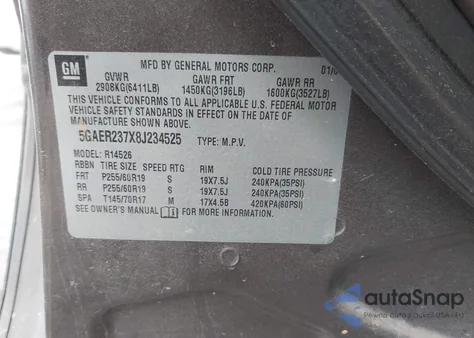 GM
MFD BY GENERAL MOTORS CORP.
GVWR GAWR FRT GAWR RR
2908KG(6411LB) 1450KG(3196LB) 1600KG(3527LB)
THIS VEHICLE CONFORMS TO ALL APPLICABLE U.S. FEDERAL MOTOR
VEHICLE SAFETY STANDARDS IN EFFECT ON THE DATE OF
MANUFACTURE SHOWN ABOVE.
5GAER237X8J234525 TYPE: M.P.V.
MODEL: R14526
RBBN TIRE SIZE SPEED RTG RIM
FRT P255/60R19 S 19X7.5J 240KPA(35PSI)
RR P255/60R19 S 19X7.5J 240KPA(35PSI)
SPA T145/70R17 M 17X4.5B 420KPA(60PSI)
SEE OWNER'S MANUAL FOR MORE INFORMATION.
autoSnap